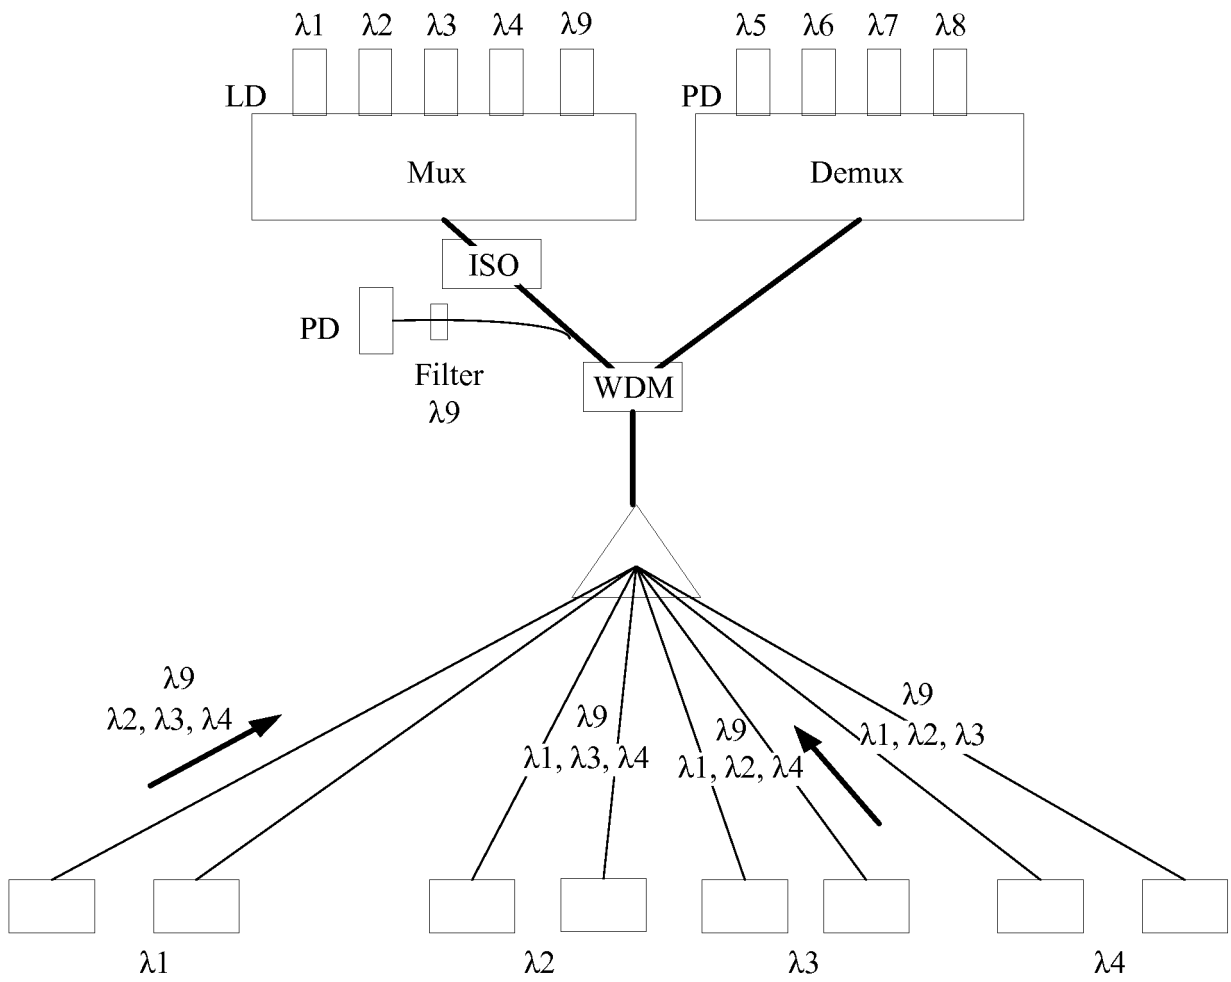 λ1 λ2 λ3 λ4 λ9
λ5 λ6 λ7 λ8
LD
PD
Mux
Demux
ISO
PD
Filter
λ9
WDM
λ9
λ2, λ3, λ4
λ9
λ1, λ3, λ4
λ9
λ1, λ2, λ4
λ9
λ1, λ2, λ3
λ1
λ2
λ3
λ4